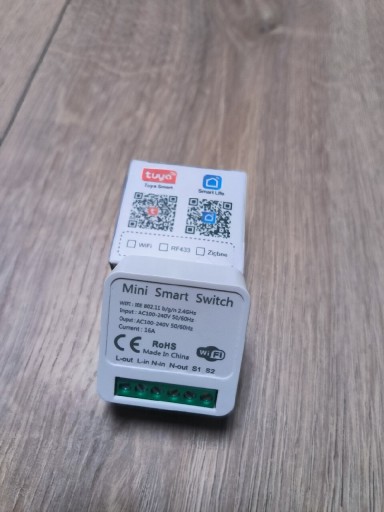 tuya
Tuya Smart
Smart Life
WiFi RF433 Zigbee
Mini Smart Switch
WiFi : IEE 802.11 b/g/n 2.4GHz
Input : AC100-240V 50/60Hz
Ouput : AC100-240V 50/60Hz
Current : 16A
CE RoHS
Made In China
WiFi
L-out L-in N-in N-out S1 S2